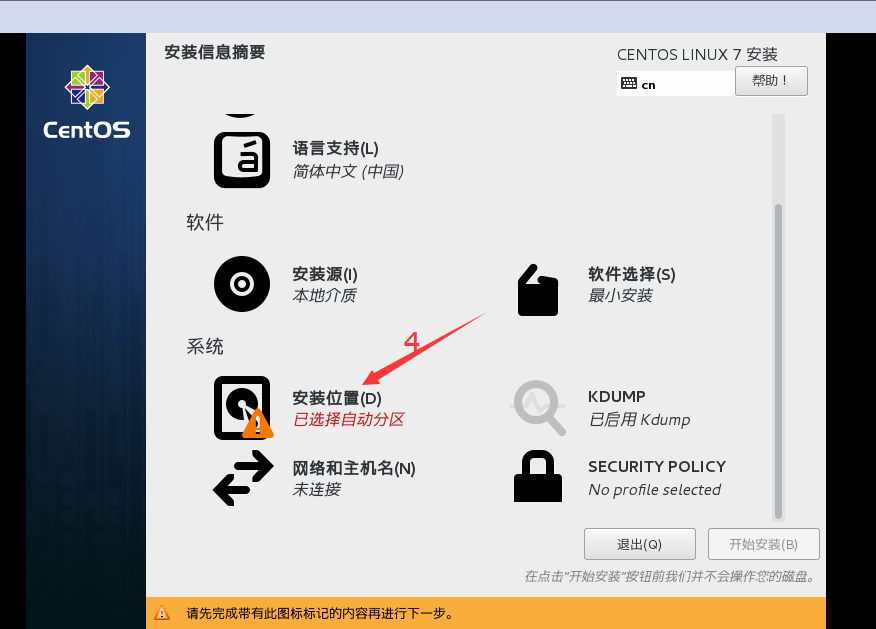 安装信息摘要
CENTOS LINUX 7 安装
cn
帮助！
CentOS
á
语言支持(L)
简体中文 (中国)
软件
安装源(I)
本地介质
软件选择(S)
最小安装
系统
4
安装位置(D)
已选择自动分区
KDUMP
已启用 Kdump
网络和主机名(N)
未连接
SECURITY POLICY
No profile selected
退出(Q)
开始安装(B)
在点击“开始安装”按钮前我们并不会操作您的磁盘。
请先完成带有此图标标记的内容再进行下一步。